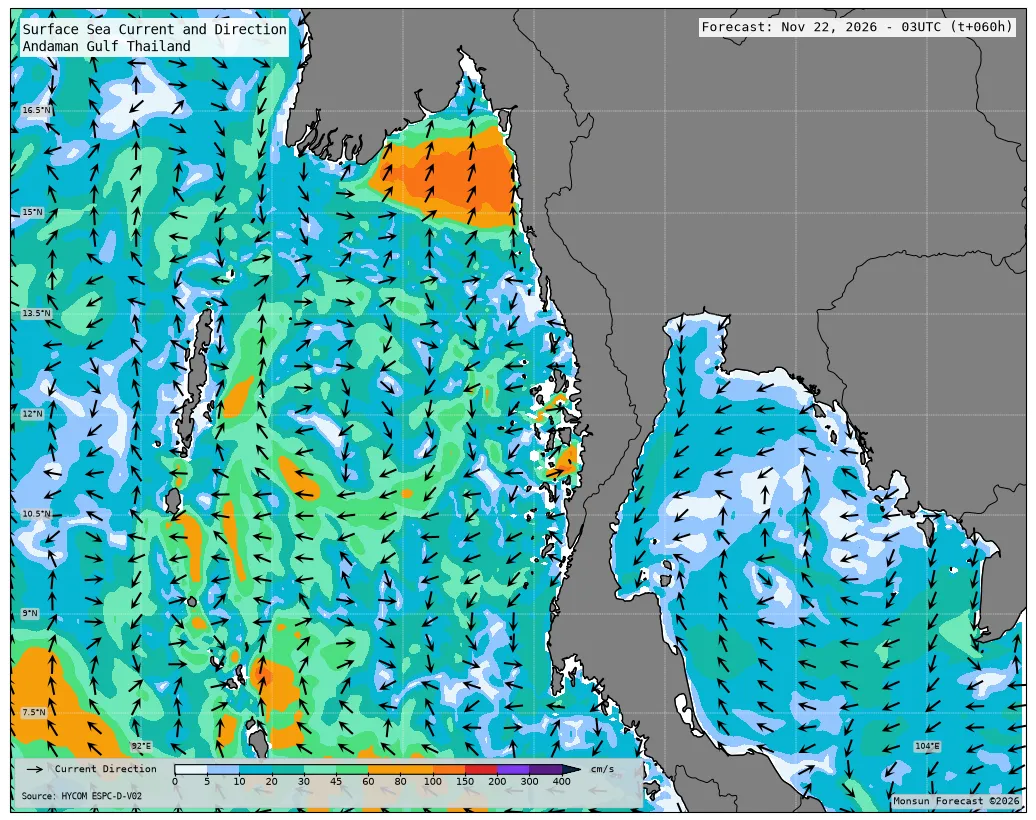 Surface Sea Current and Direction
Andaman Gulf Thailand
Forecast: Nov 22, 2026 - 03UTC (t+060h)
16.5°N
15°N
13.5°N
12°N
10.5°N
9°N
7.5°N
92°E
104°E
Current Direction
0 5 10 20 30 45 60 80 100 150 200 300 400
cm/s
Source: HYCOM ESPC-D-V02
Monsun Forecast ©2026